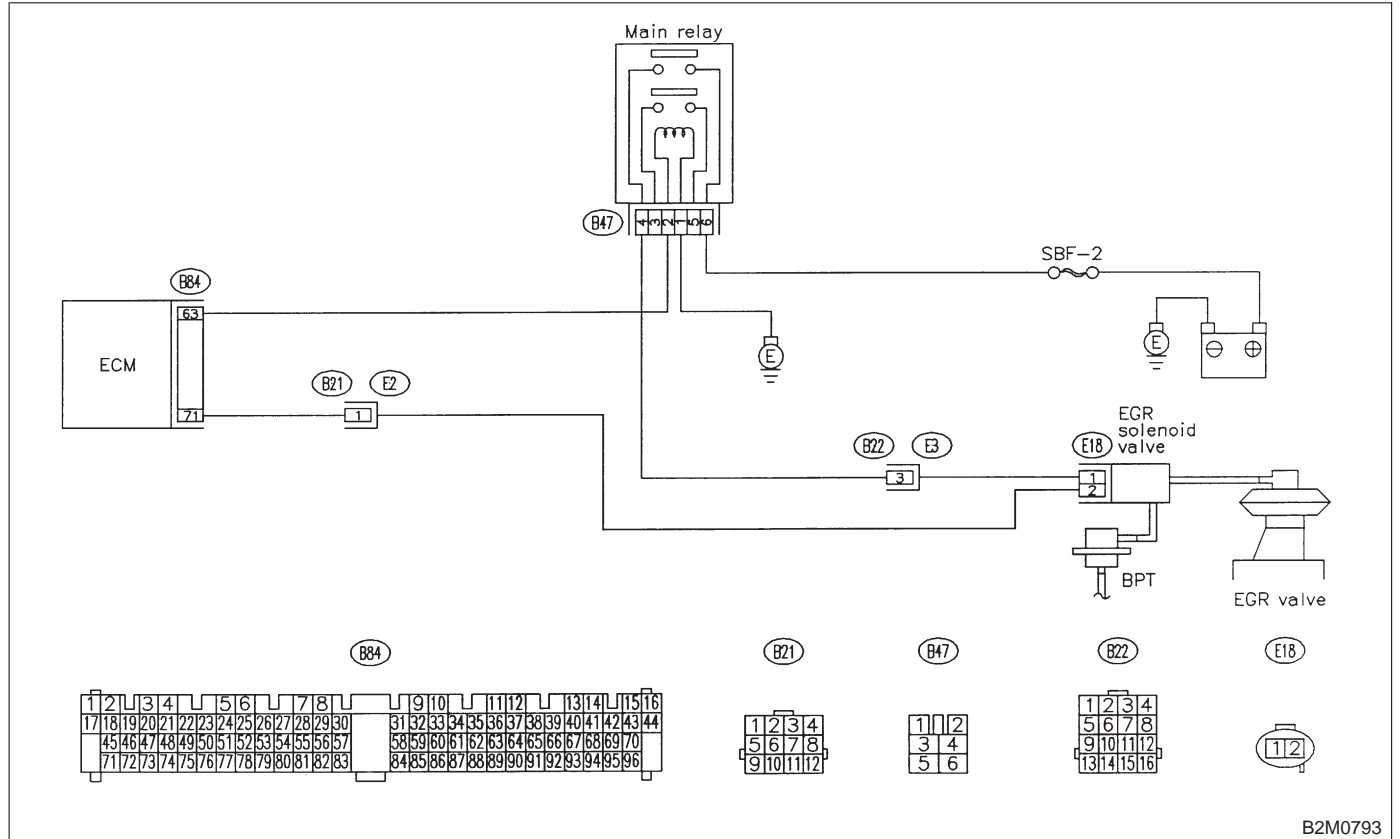 Main relay
B47
4 3 2 1 5 6
SBF-2
B84
63
ECM
71
B21 E2
1
E
E
⊖ ⊕
B22 E3
3
E18
EGR
solenoid
valve
1
2
BPT
EGR valve
B84
1 2 3 4 5 6 7 8 9 10 11 12 13 14 15 16
17 18 19 20 21 22 23 24 25 26 27 28 29 30 31 32 33 34 35 36 37 38 39 40 41 42 43 44
45 46 47 48 49 50 51 52 53 54 55 56 57 58 59 60 61 62 63 64 65 66 67 68 69 70
71 72 73 74 75 76 77 78 79 80 81 82 83 84 85 86 87 88 89 90 91 92 93 94 95 96
B21
1 2 3 4
5 6 7 8
9 10 11 12
B47
1 2
3 4
5 6
B22
1 2 3 4
5 6 7 8
9 10 11 12
13 14 15 16
E18
1 2
B2M0793